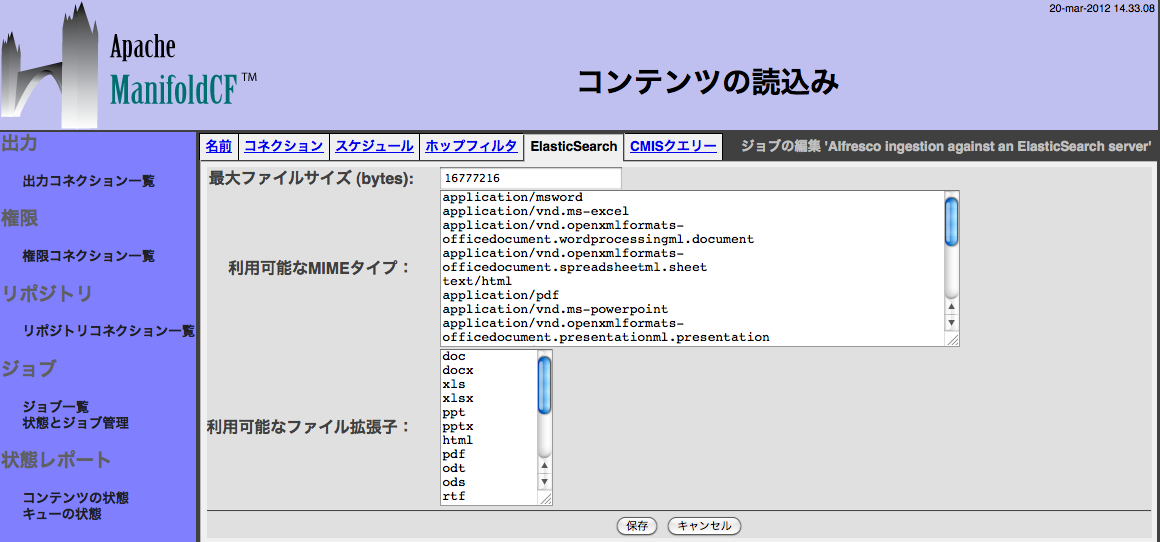 20-mar-2012 14.33.08
Apache
ManifoldCF™
コンテンツの読込み
出力
出力コネクション一覧
権限
権限コネクション一覧
リポジトリ
リポジトリコネクション一覧
ジョブ
ジョブ一覧
状態とジョブ管理
状態レポート
コンテンツの状態
キューの状態
名前 コネクション スケジュール ホップフィルタ ElasticSearch CMISクエリー ジョブの編集 'Alfresco ingestion against an ElasticSearch server'
最大ファイルサイズ (bytes): 16777216
利用可能なMIMEタイプ：
application/msword
application/vnd.ms-excel
application/vnd.openxmlformats-
officedocument.wordprocessingml.document
application/vnd.openxmlformats-
officedocument.spreadsheetml.sheet
text/html
application/pdf
application/vnd.ms-powerpoint
application/vnd.openxmlformats-
officedocument.presentationml.presentation
利用可能なファイル拡張子：
doc
docx
xls
xlsx
ppt
pptx
html
pdf
odt
ods
rtf
保存 キャンセル